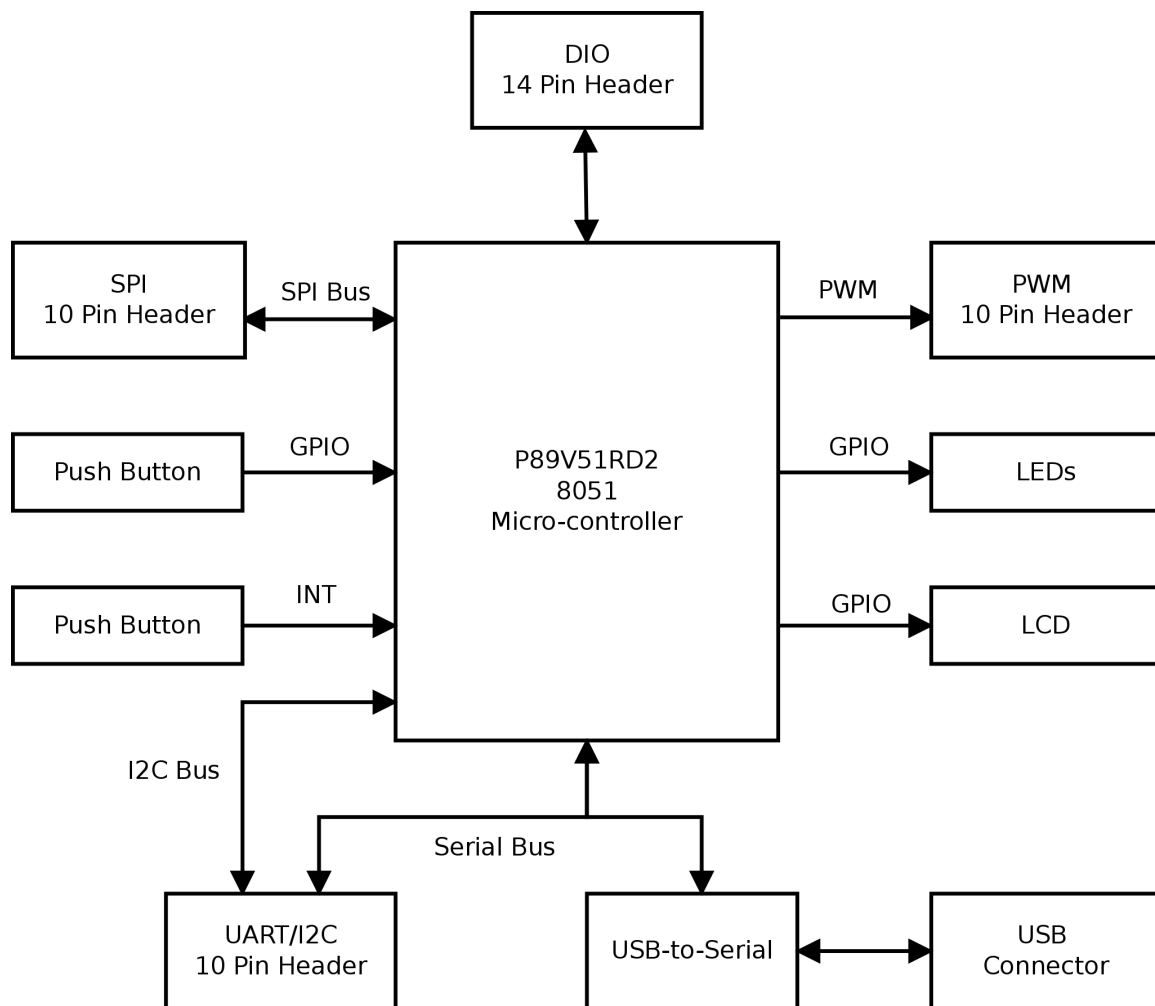 DIO
14 Pin Header
SPI
10 Pin Header
SPI Bus
PWM
PWM
10 Pin Header
Push Button
GPIO
P89V51RD2
8051
Micro-controller
GPIO
LEDs
Push Button
INT
GPIO
LCD
I2C Bus
Serial Bus
UART/I2C
10 Pin Header
USB-to-Serial
USB
Connector